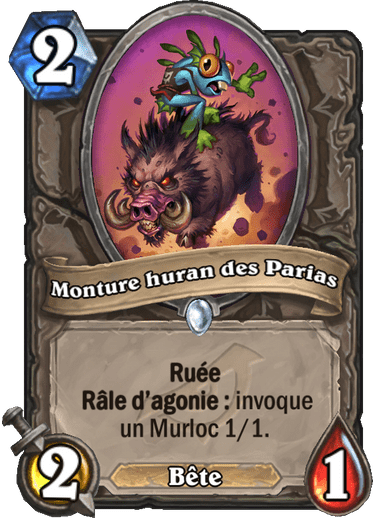 2
Monture huran des Parias
Ruée
Râle d'agonie : invoque
un Murloc 1/1.
2
Bête
1